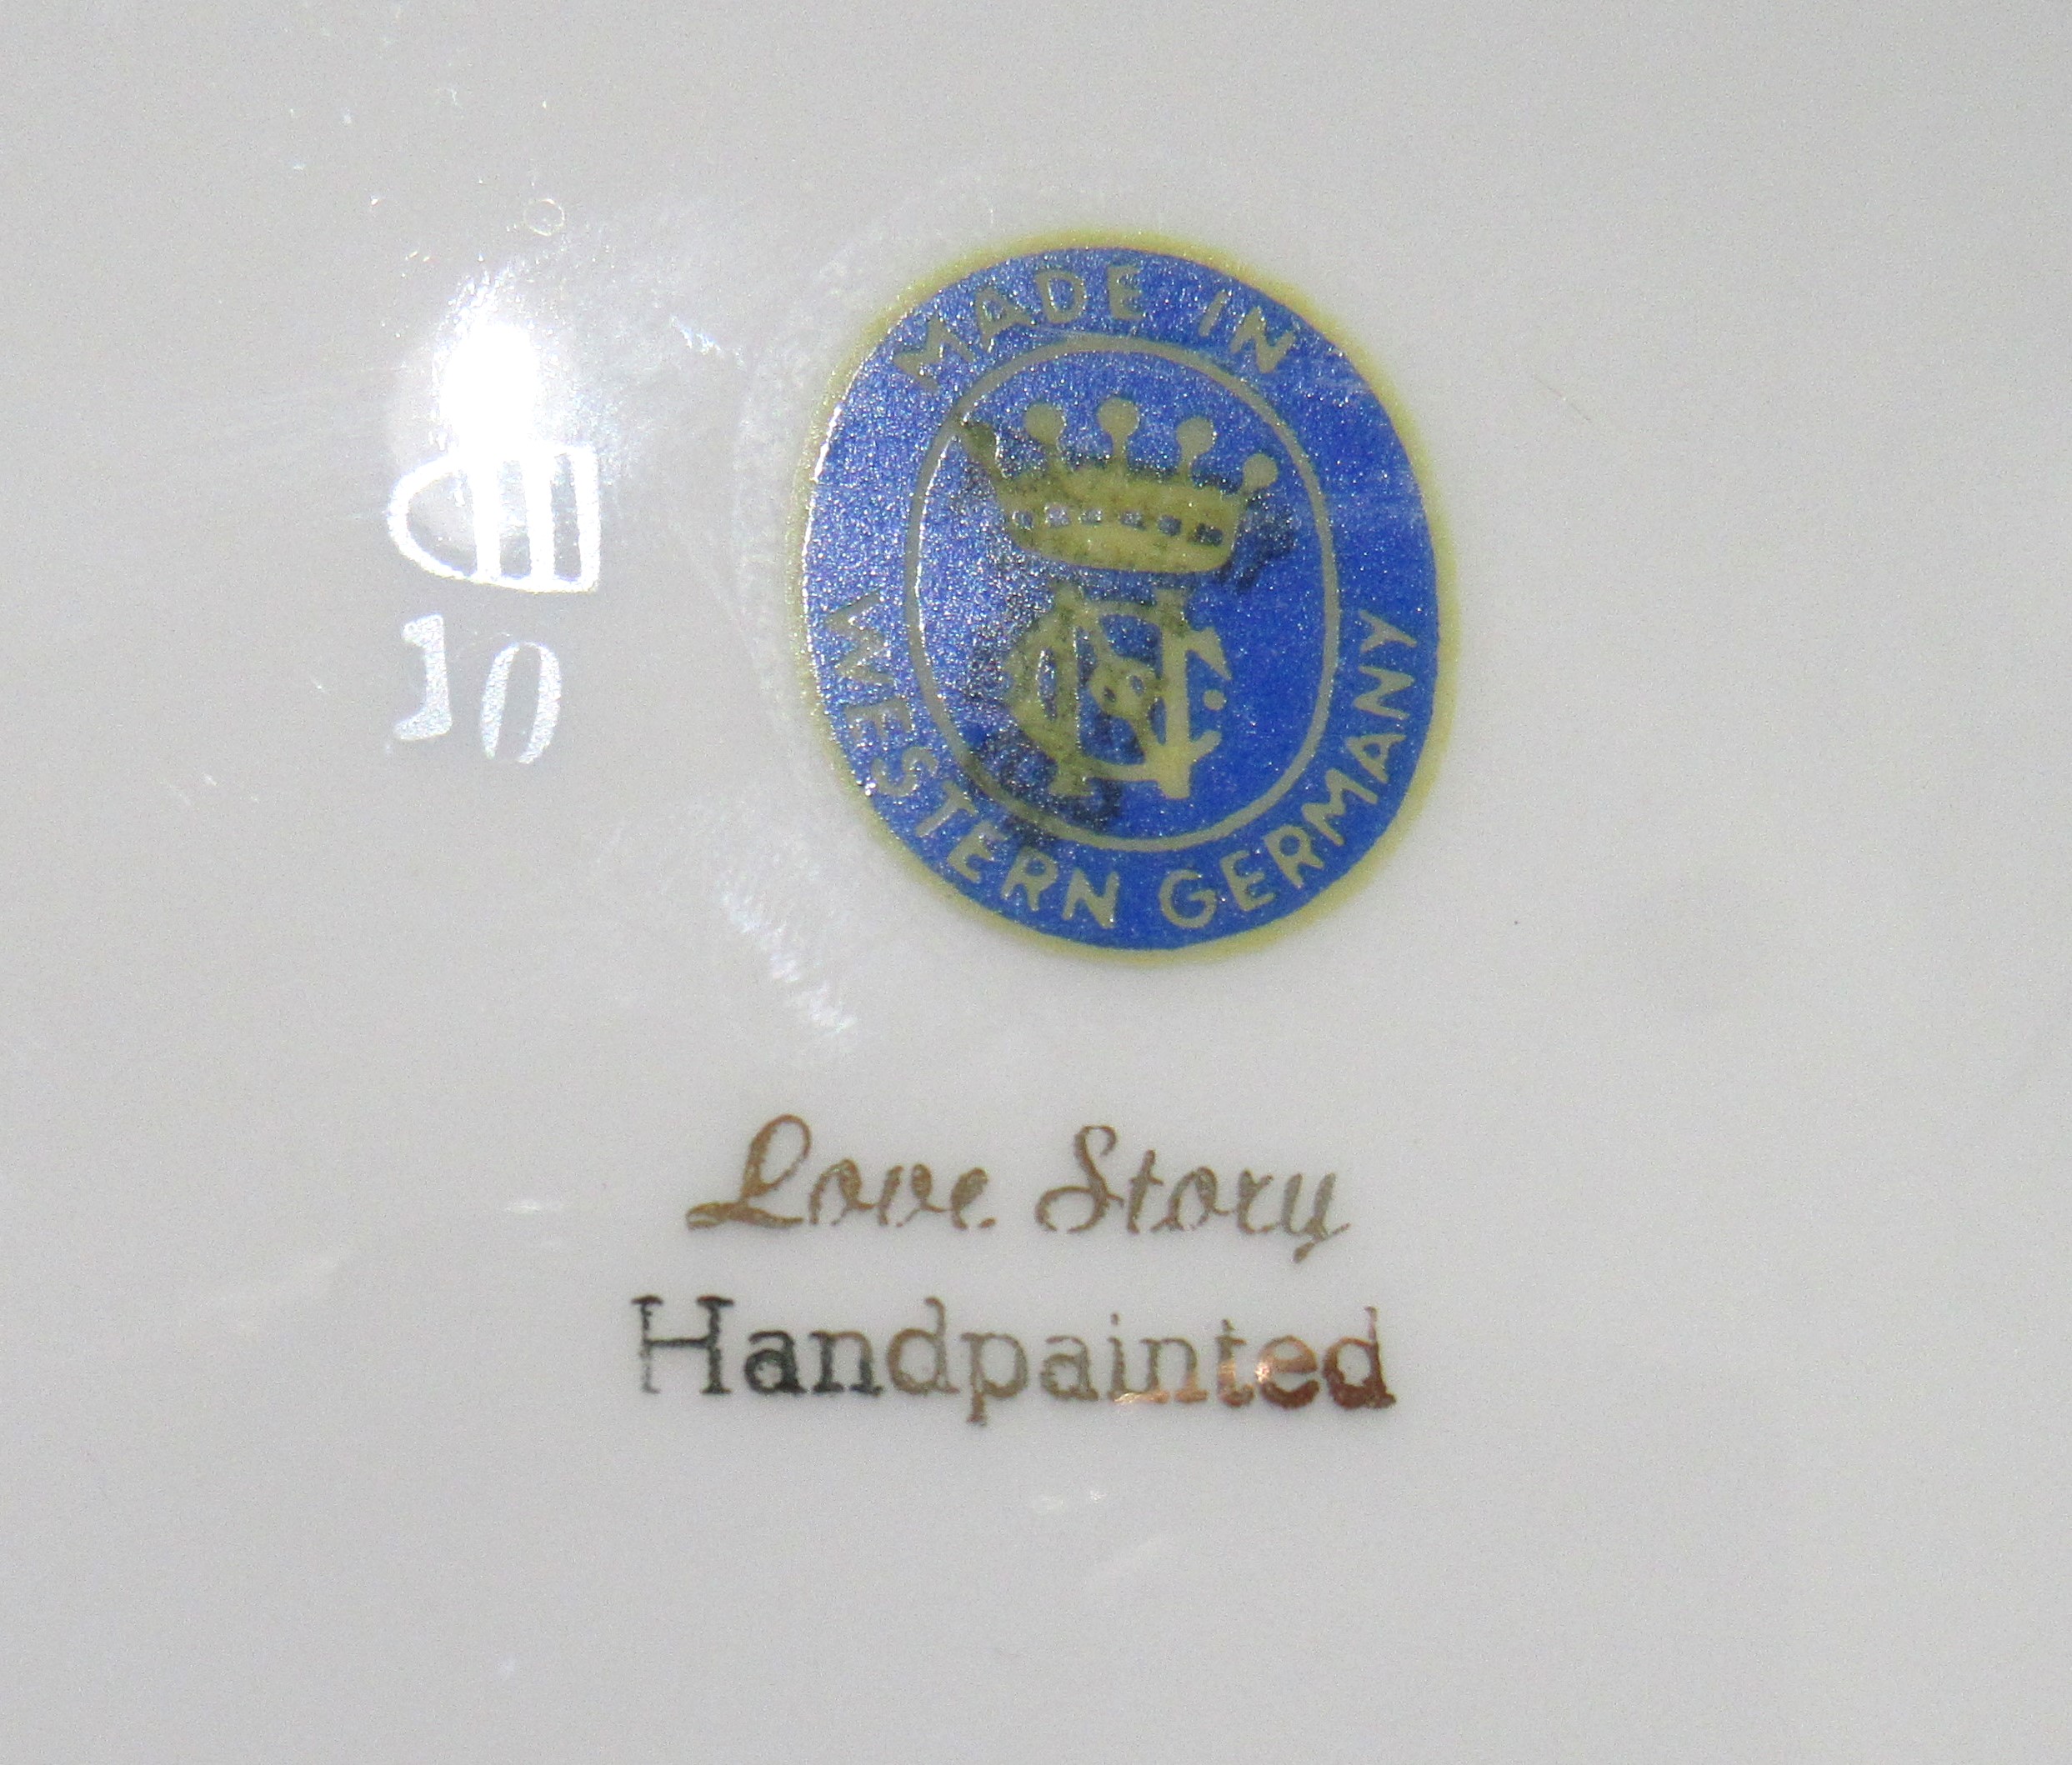 MADE IN
WESTERN GERMANY
10
Love Story
Handpainted